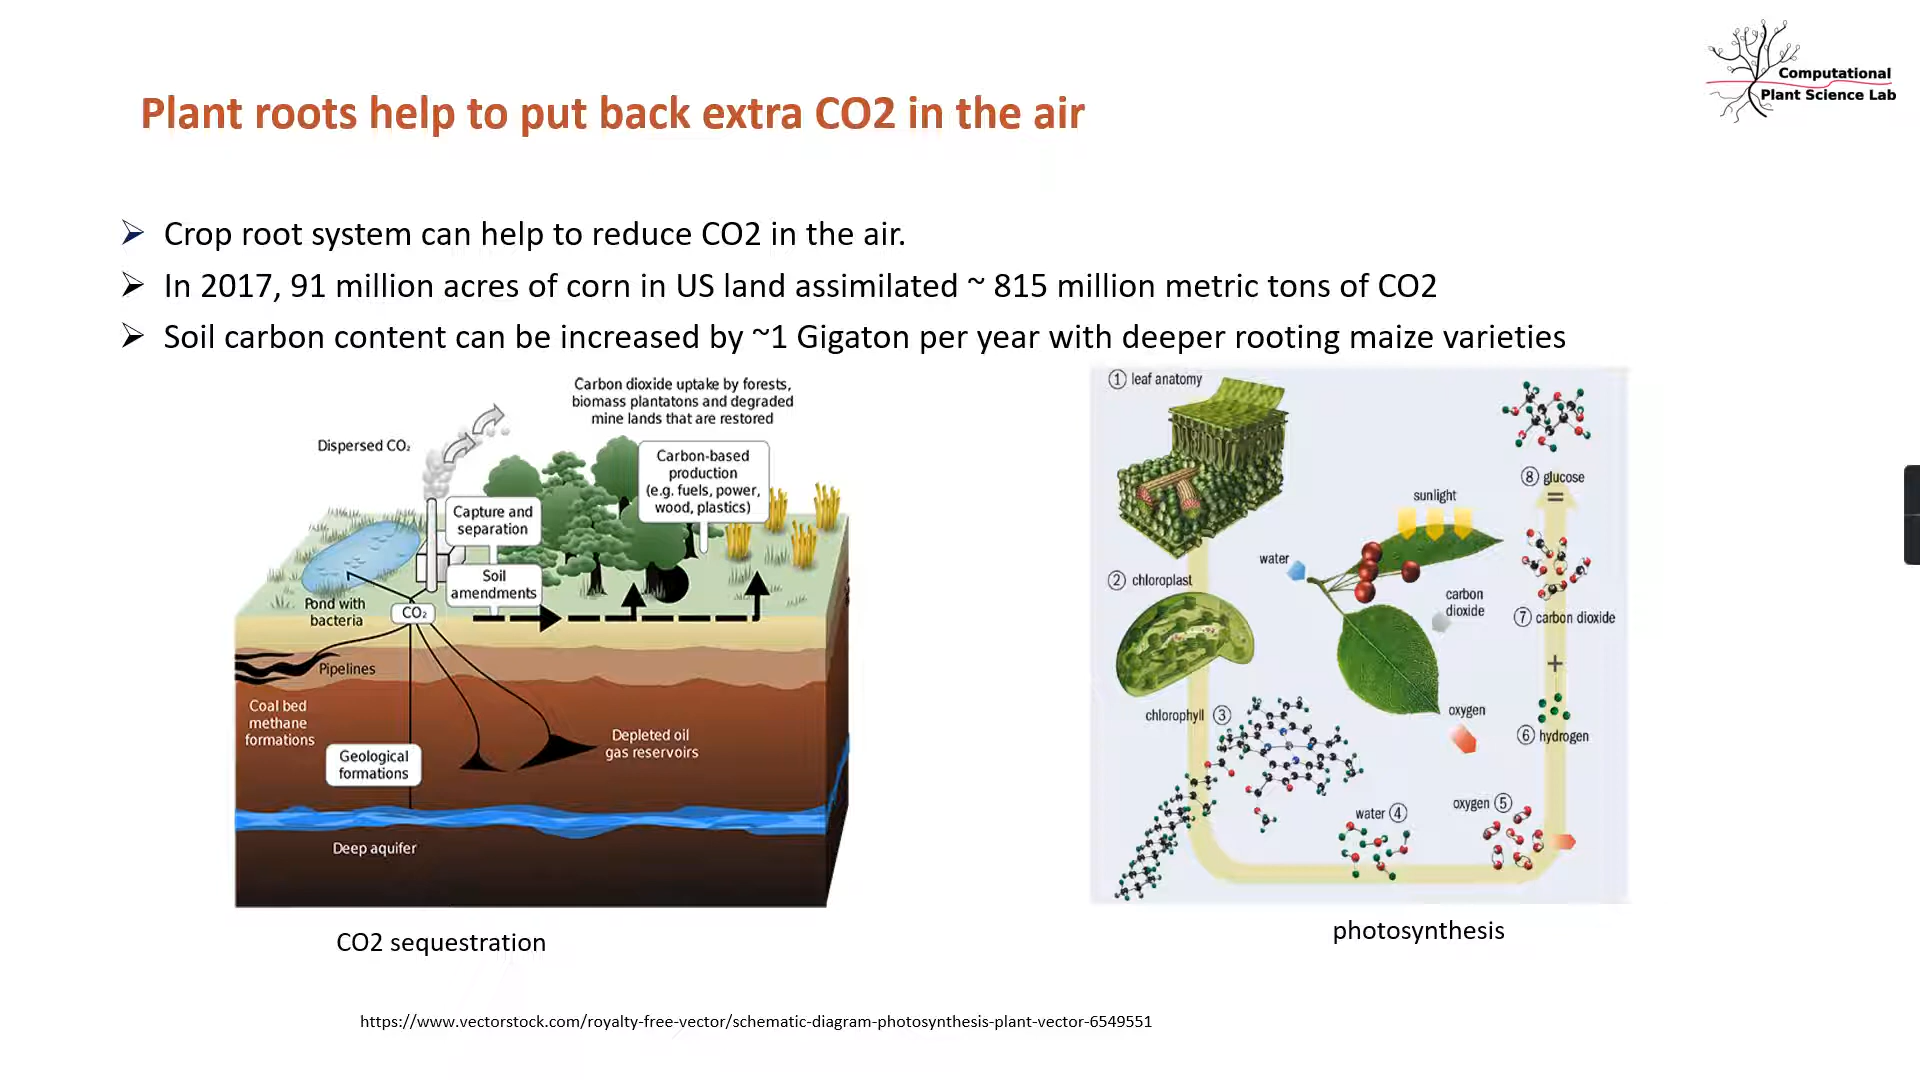 Computational
Plant Science Lab
Plant roots help to put back extra CO2 in the air
Crop root system can help to reduce CO2 in the air.
In 2017, 91 million acres of corn in US land assimilated ~ 815 million metric tons of CO2
Soil carbon content can be increased by ~1 Gigaton per year with deeper rooting maize varieties
Carbon dioxide uptake by forests,
biomass plantatons and degraded
mine lands that are restored
Dispersed CO₂
Carbon-based
production
(e.g. fuels, power,
wood, plastics)
Capture and
separation
Soil
amendments
Pond with
bacteria
CO₂
Pipelines
Coal bed
methane
formations
Geological
formations
Depleted oil
gas reservoirs
Deep aquifer
CO2 sequestration
① leaf anatomy
② chloroplast
chlorophyll ③
water ④
oxygen ⑤
⑥ hydrogen
+
⑦ carbon dioxide
=
⑧ glucose
sunlight
water
carbon
dioxide
oxygen
photosynthesis
https://www.vectorstock.com/royalty-free-vector/schematic-diagram-photosynthesis-plant-vector-6549551